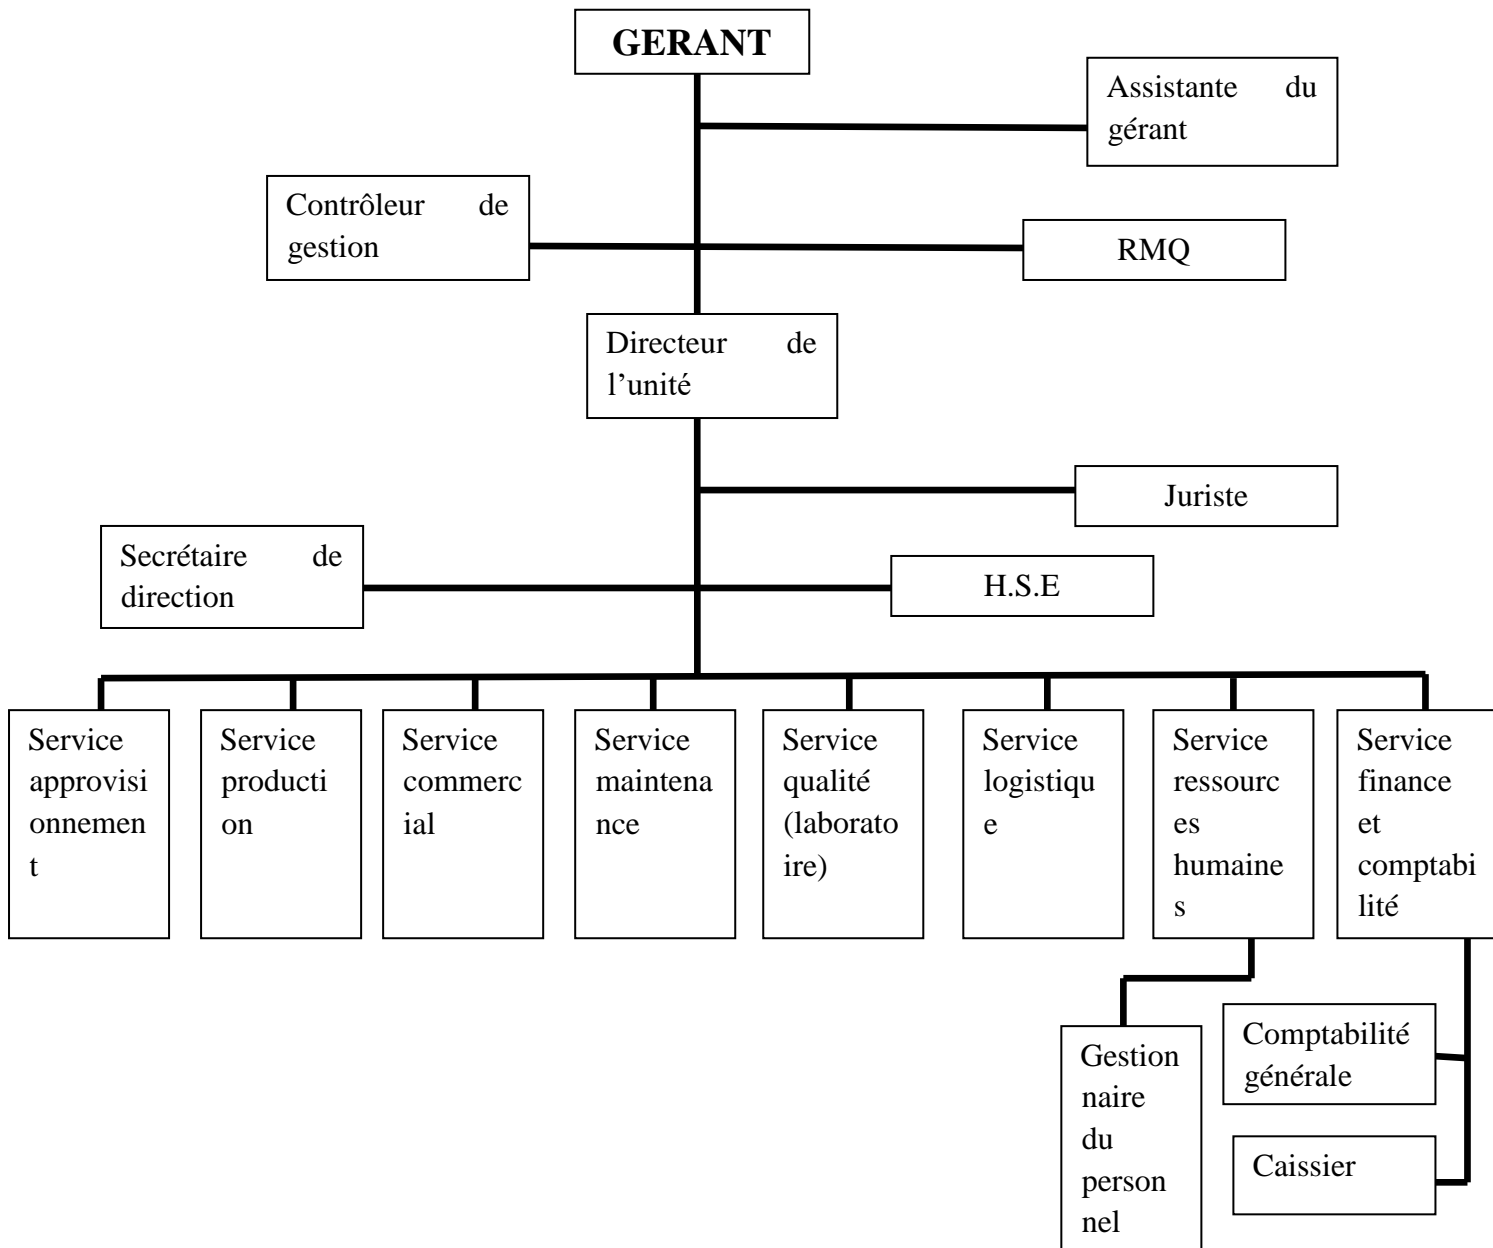 GERANT
Assistante du
gérant
Contrôleur de
gestion
RMQ
Directeur de
l’unité
Juriste
Secrétaire de
direction
H.S.E
Service
approvisi
onnemen
t
Service
producti
on
Service
commerc
ial
Service
maintena
nce
Service
qualité
(laborato
ire)
Service
logistiqu
e
Service
ressourc
es
humaine
s
Service
finance
et
comptabi
lité
Gestion
naire
du
person
nel
Comptabilité
générale
Caissier